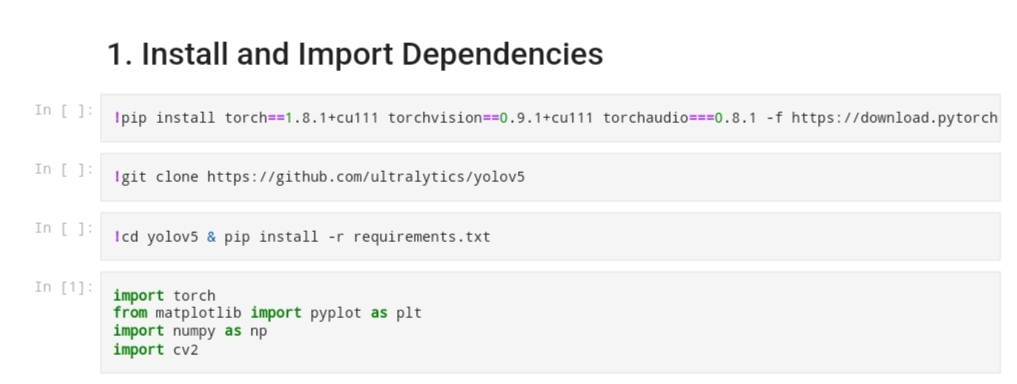 1. Install and Import Dependencies
In [ ]: !pip install torch==1.8.1+cu111 torchvision==0.9.1+cu111 torchaudio===0.8.1 -f https://download.pytorch
In [ ]: !git clone https://github.com/ultralytics/yolov5
In [ ]: !cd yolov5 & pip install -r requirements.txt
In [1]: import torch
from matplotlib import pyplot as plt
import numpy as np
import cv2